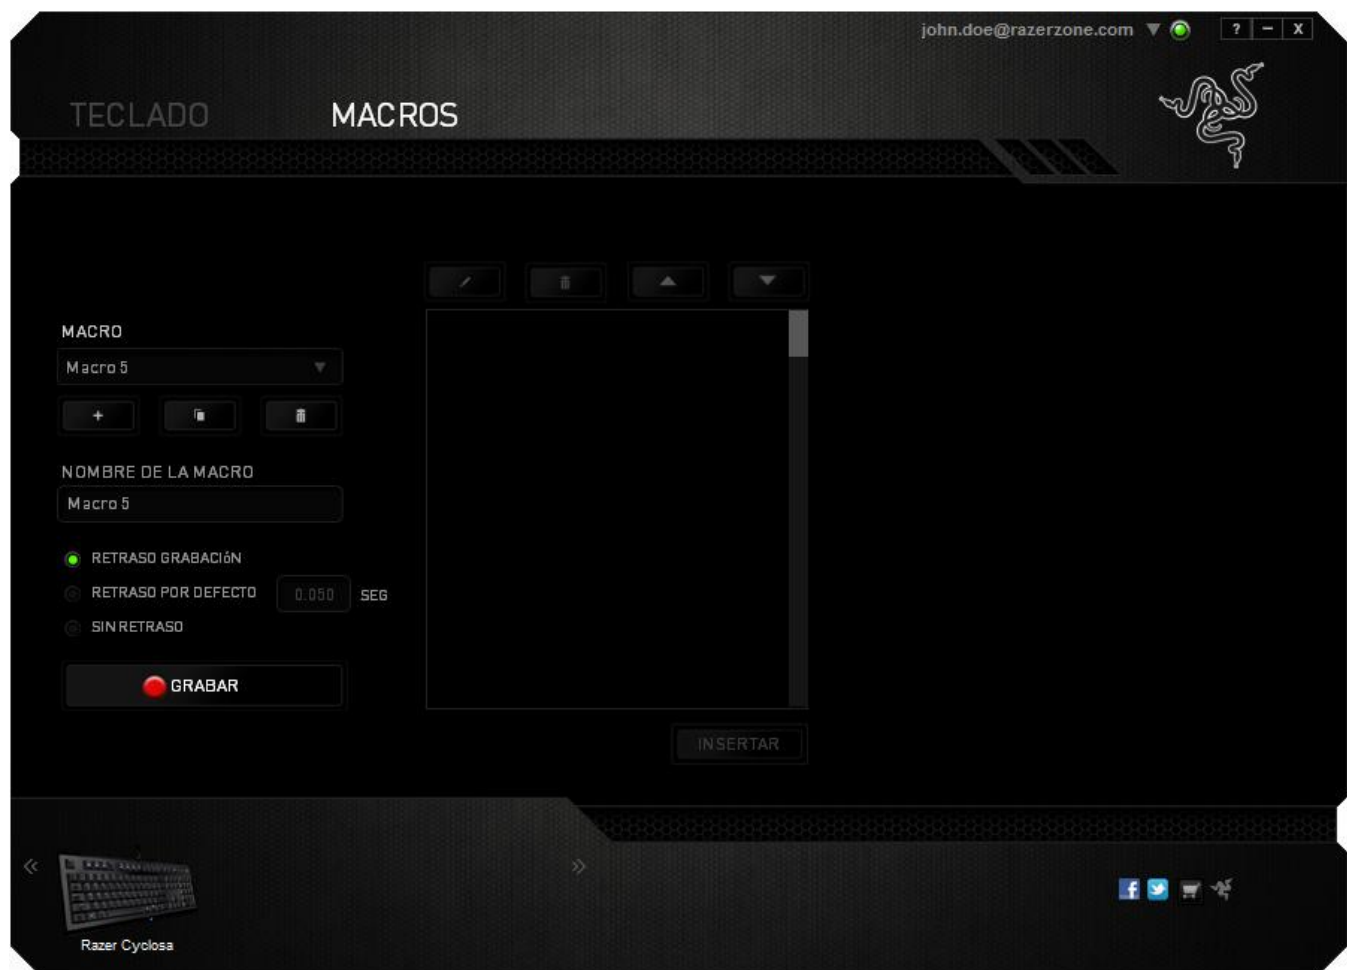 john.doe@razerzone.com
? – X
TECLADO MACROS
MACRO
Macro 5
NOMBRE DE LA MACRO
Macro 5
RETRASO GRABACIóN
RETRASO POR DEFECTO 0.050 SEG
SIN RETRASO
GRABAR
INSERTAR
Razer Cyclosa